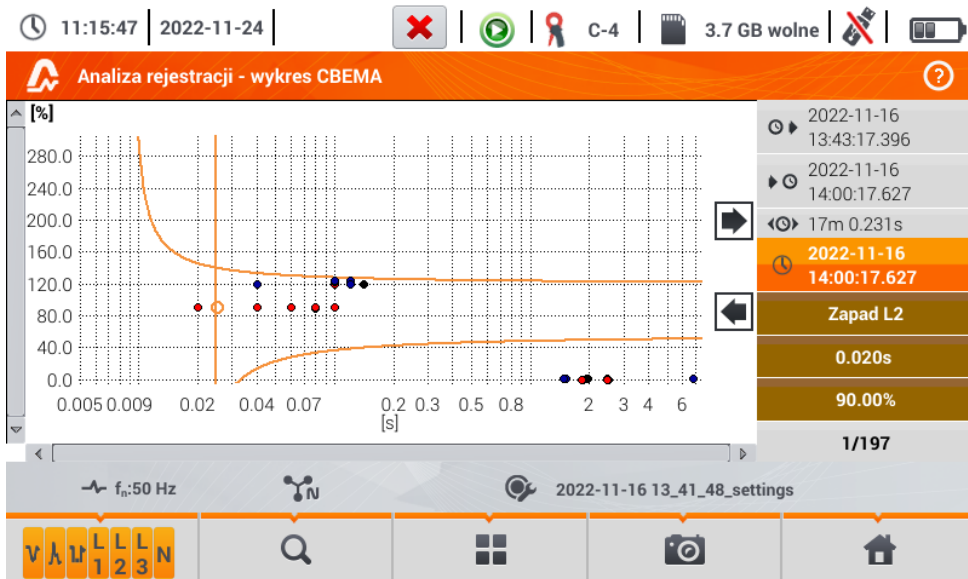 11:15:47 2022-11-24 C-4 3.7 GB wolne
Analiza rejestracji - wykres CBEMA ?
[%]
280.0
240.0
200.0
160.0
120.0
80.0
40.0
0.0
0.005 0.009 0.02 0.04 0.07 0.2 0.3 0.5 0.8 2 3 4 6
[s]
2022-11-16
13:43:17.396
2022-11-16
14:00:17.627
17m 0.231s
2022-11-16
14:00:17.627
Zapad L2
0.020s
90.00%
1/197
fn:50 Hz N 2022-11-16 13_41_48_settings
L1 L2 L3 N